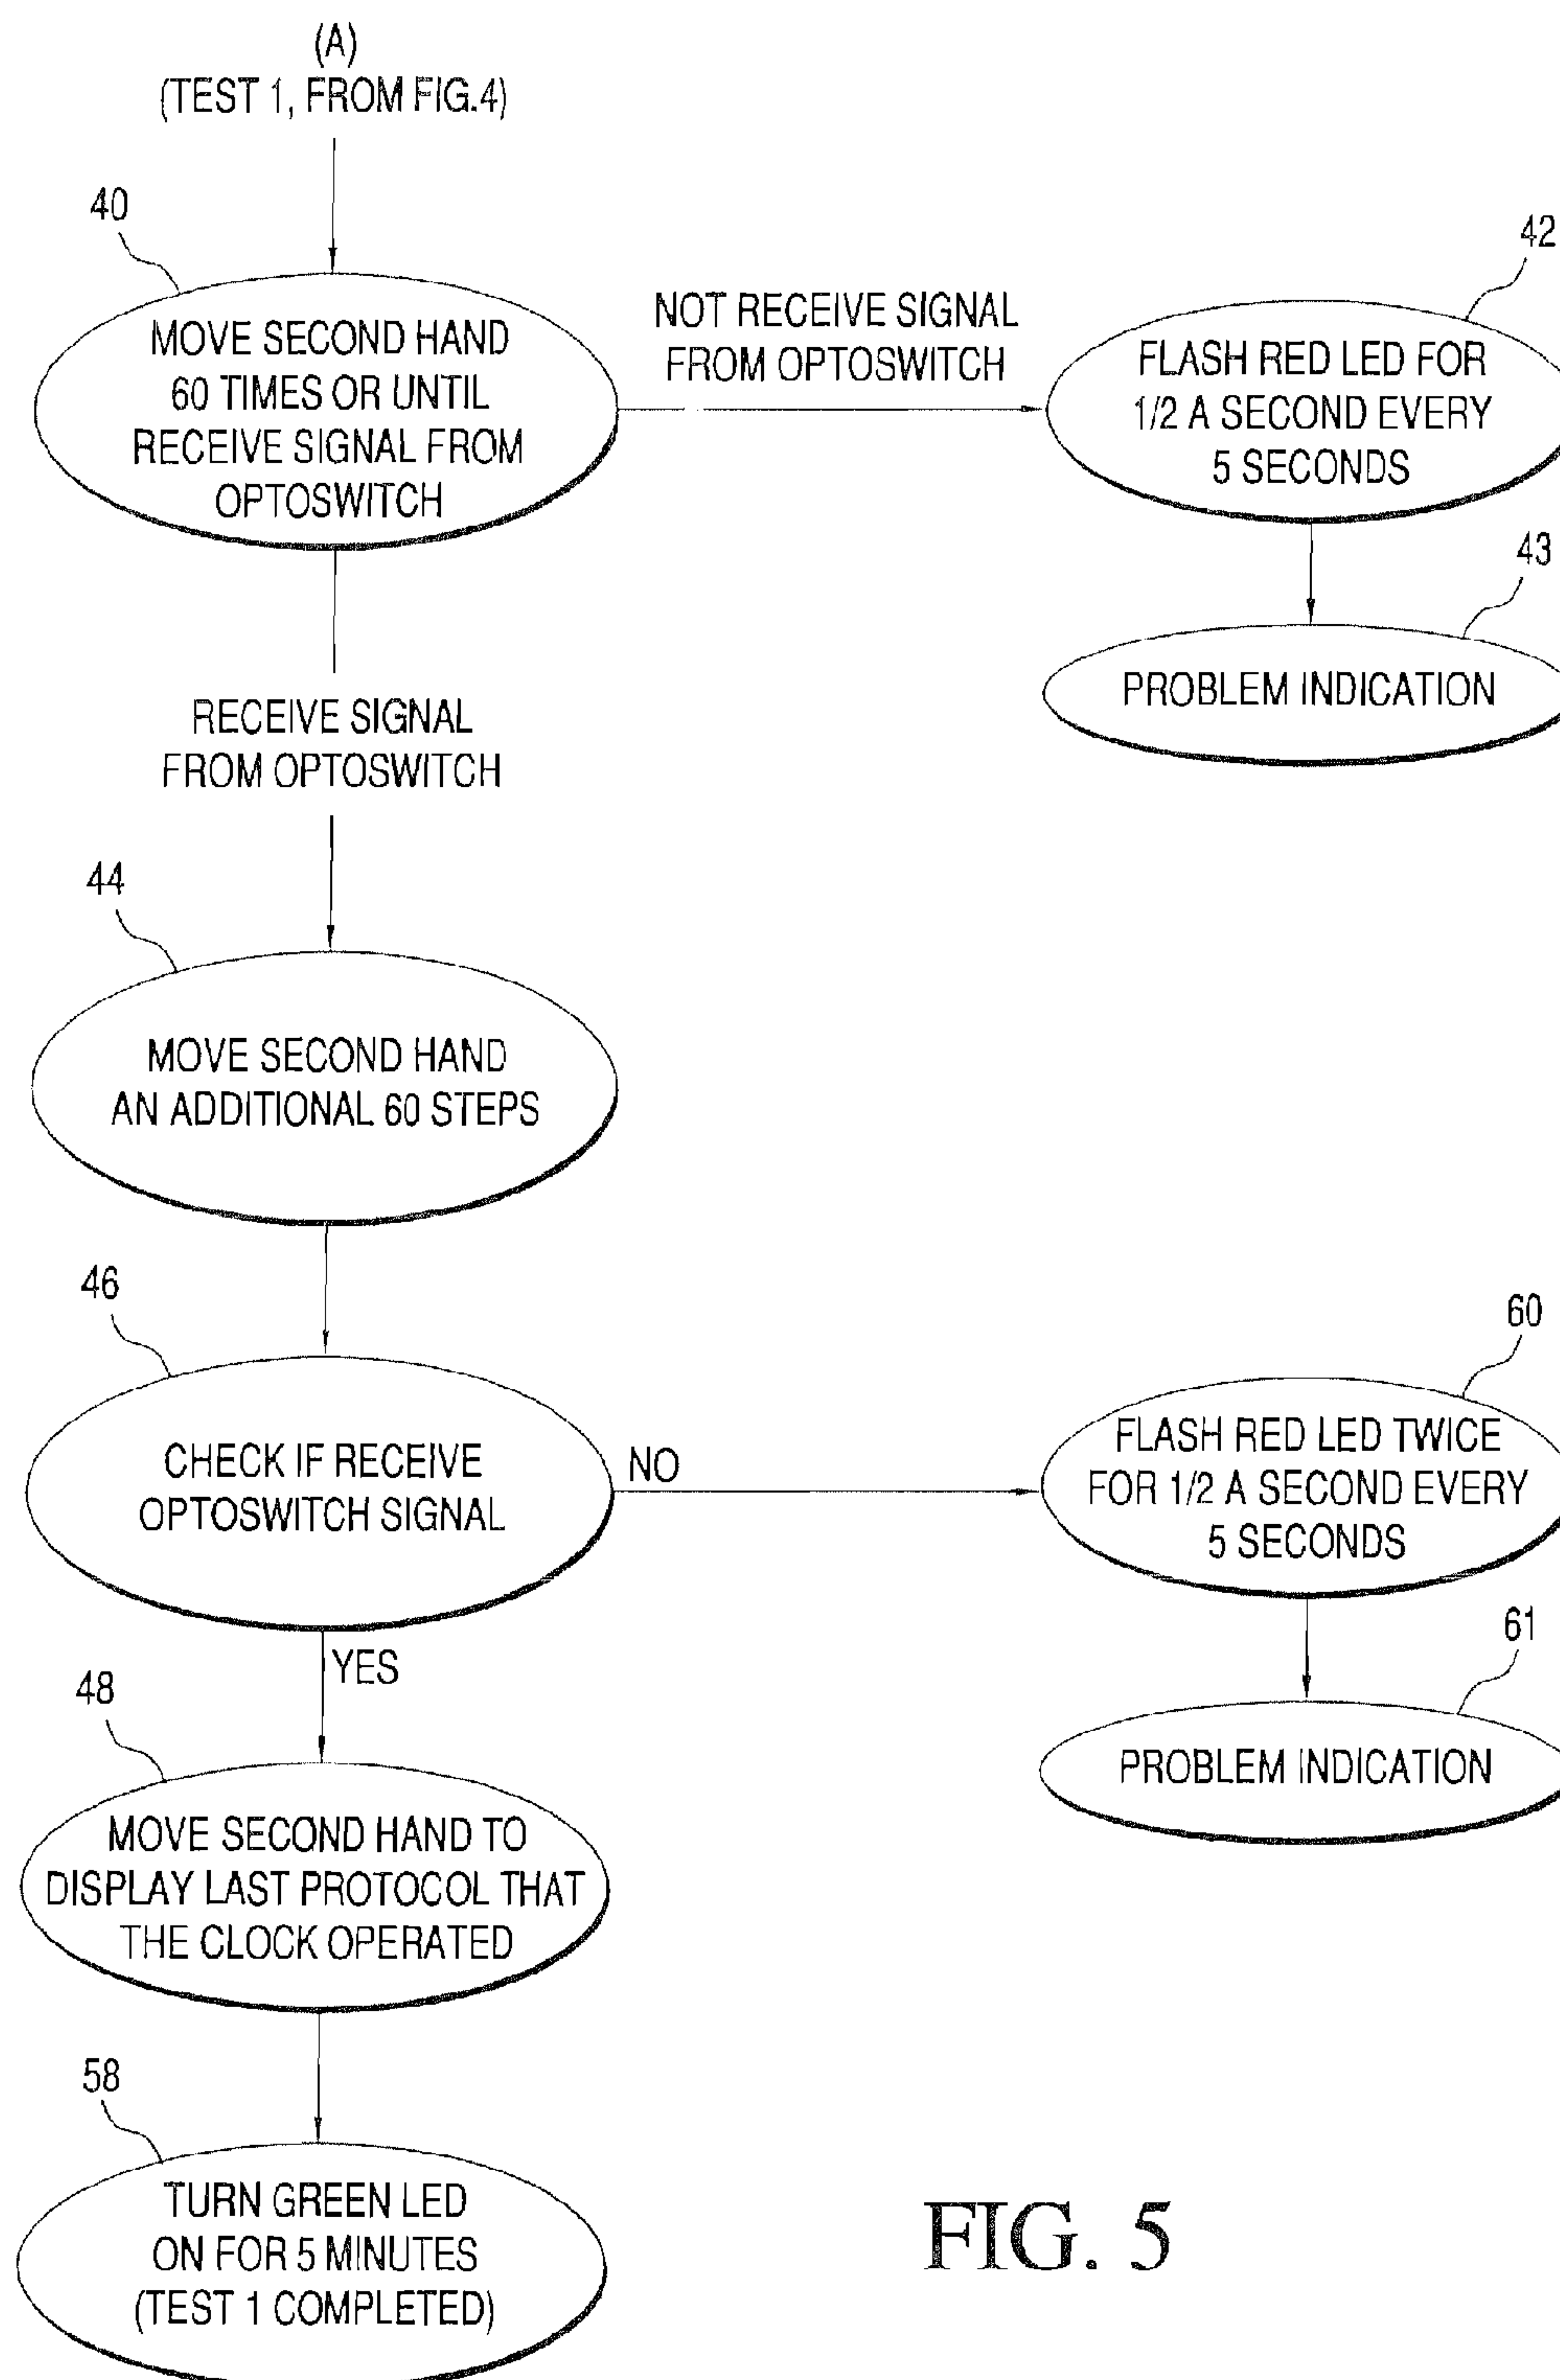 (A)
(TEST 1, FROM FIG.4)
40
MOVE SECOND HAND
60 TIMES OR UNTIL
RECEIVE SIGNAL FROM
OPTOSWITCH
NOT RECEIVE SIGNAL
FROM OPTOSWITCH
42
FLASH RED LED FOR
1/2 A SECOND EVERY
5 SECONDS
43
PROBLEM INDICATION
RECEIVE SIGNAL
FROM OPTOSWITCH
44
MOVE SECOND HAND
AN ADDITIONAL 60 STEPS
46
CHECK IF RECEIVE
OPTOSWITCH SIGNAL
NO
60
FLASH RED LED TWICE
FOR 1/2 A SECOND EVERY
5 SECONDS
61
PROBLEM INDICATION
YES
48
MOVE SECOND HAND TO
DISPLAY LAST PROTOCOL THAT
THE CLOCK OPERATED
58
TURN GREEN LED
ON FOR 5 MINUTES
(TEST 1 COMPLETED)
FIG. 5